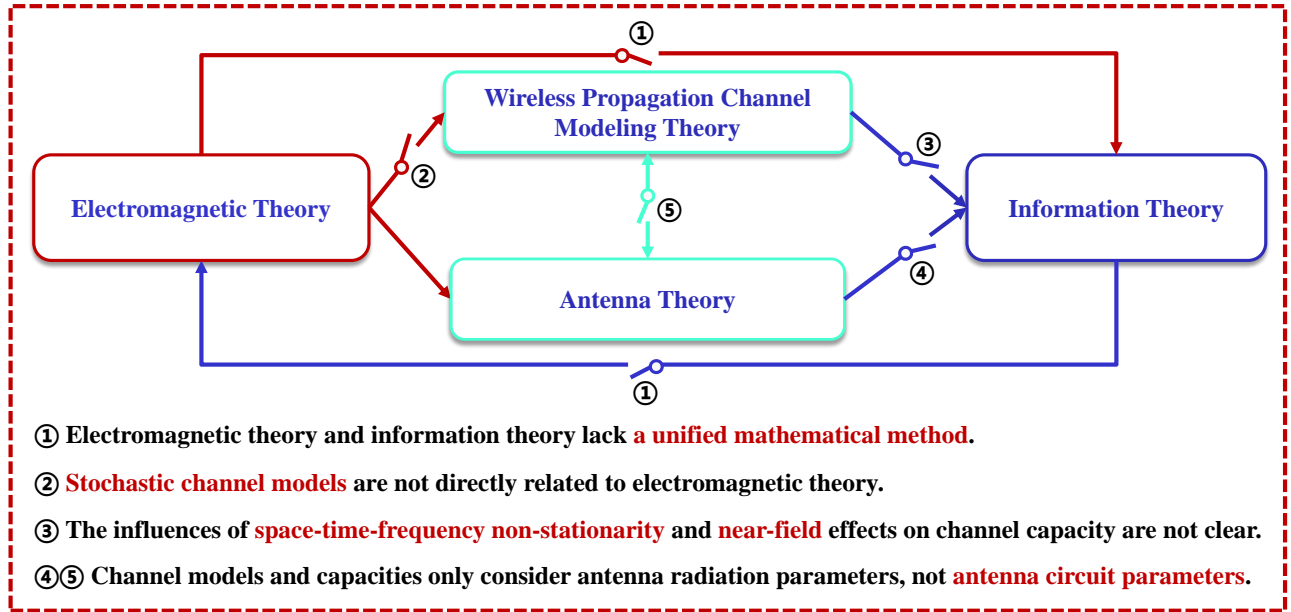 ①
Wireless Propagation Channel
Modeling Theory
③
②
Electromagnetic Theory
⑤
Information Theory
④
Antenna Theory
①
① Electromagnetic theory and information theory lack a unified mathematical method.
② Stochastic channel models are not directly related to electromagnetic theory.
③ The influences of space-time-frequency non-stationarity and near-field effects on channel capacity are not clear.
④⑤ Channel models and capacities only consider antenna radiation parameters, not antenna circuit parameters.